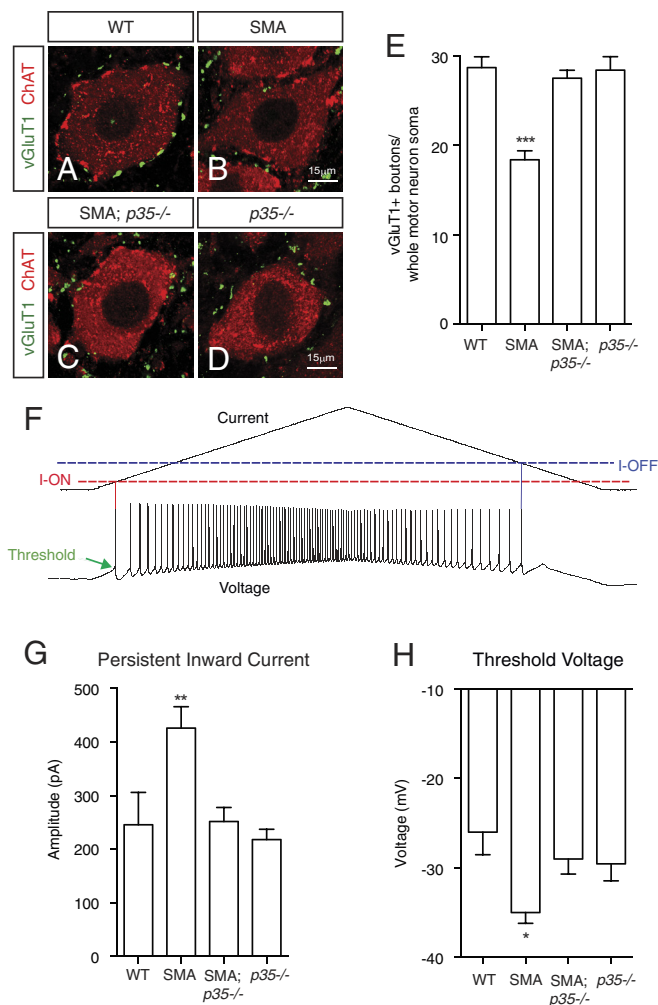 WT
SMA
vGluT1 ChAT
A
B
15μm
SMA; p35-/-
p35-/-
vGluT1 ChAT
C
D
15μm
E
vGluT1+ boutons/
whole motor neuron soma
30
20
10
0
WT
SMA
SMA;
p35-/-
p35-/-
F
Current
I-OFF
I-ON
Threshold
Voltage
G
Persistent Inward Current
Amplitude (pA)
500
400
300
200
100
0
**
WT
SMA
SMA;
p35-/-
p35-/-
H
Threshold Voltage
Voltage (mV)
-10
-20
-30
-40
*
WT
SMA
SMA;
p35-/-
p35-/-
***